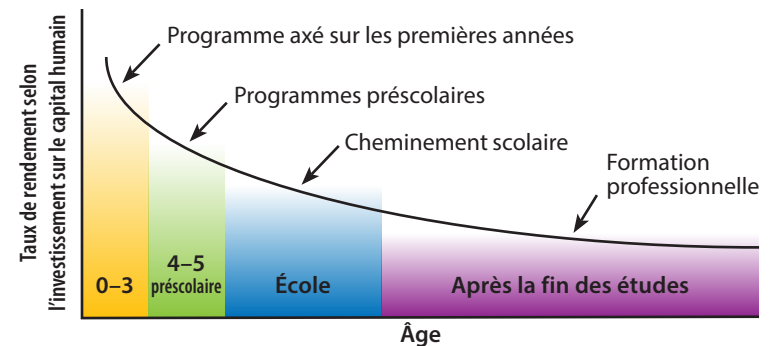 Taux de rendement selon
l'investissement sur le capital humain
Programme axé sur les premières années
Programmes préscolaires
Cheminement scolaire
Formation
professionnelle
0–3
4–5
préscolaire
École
Après la fin des études
Âge